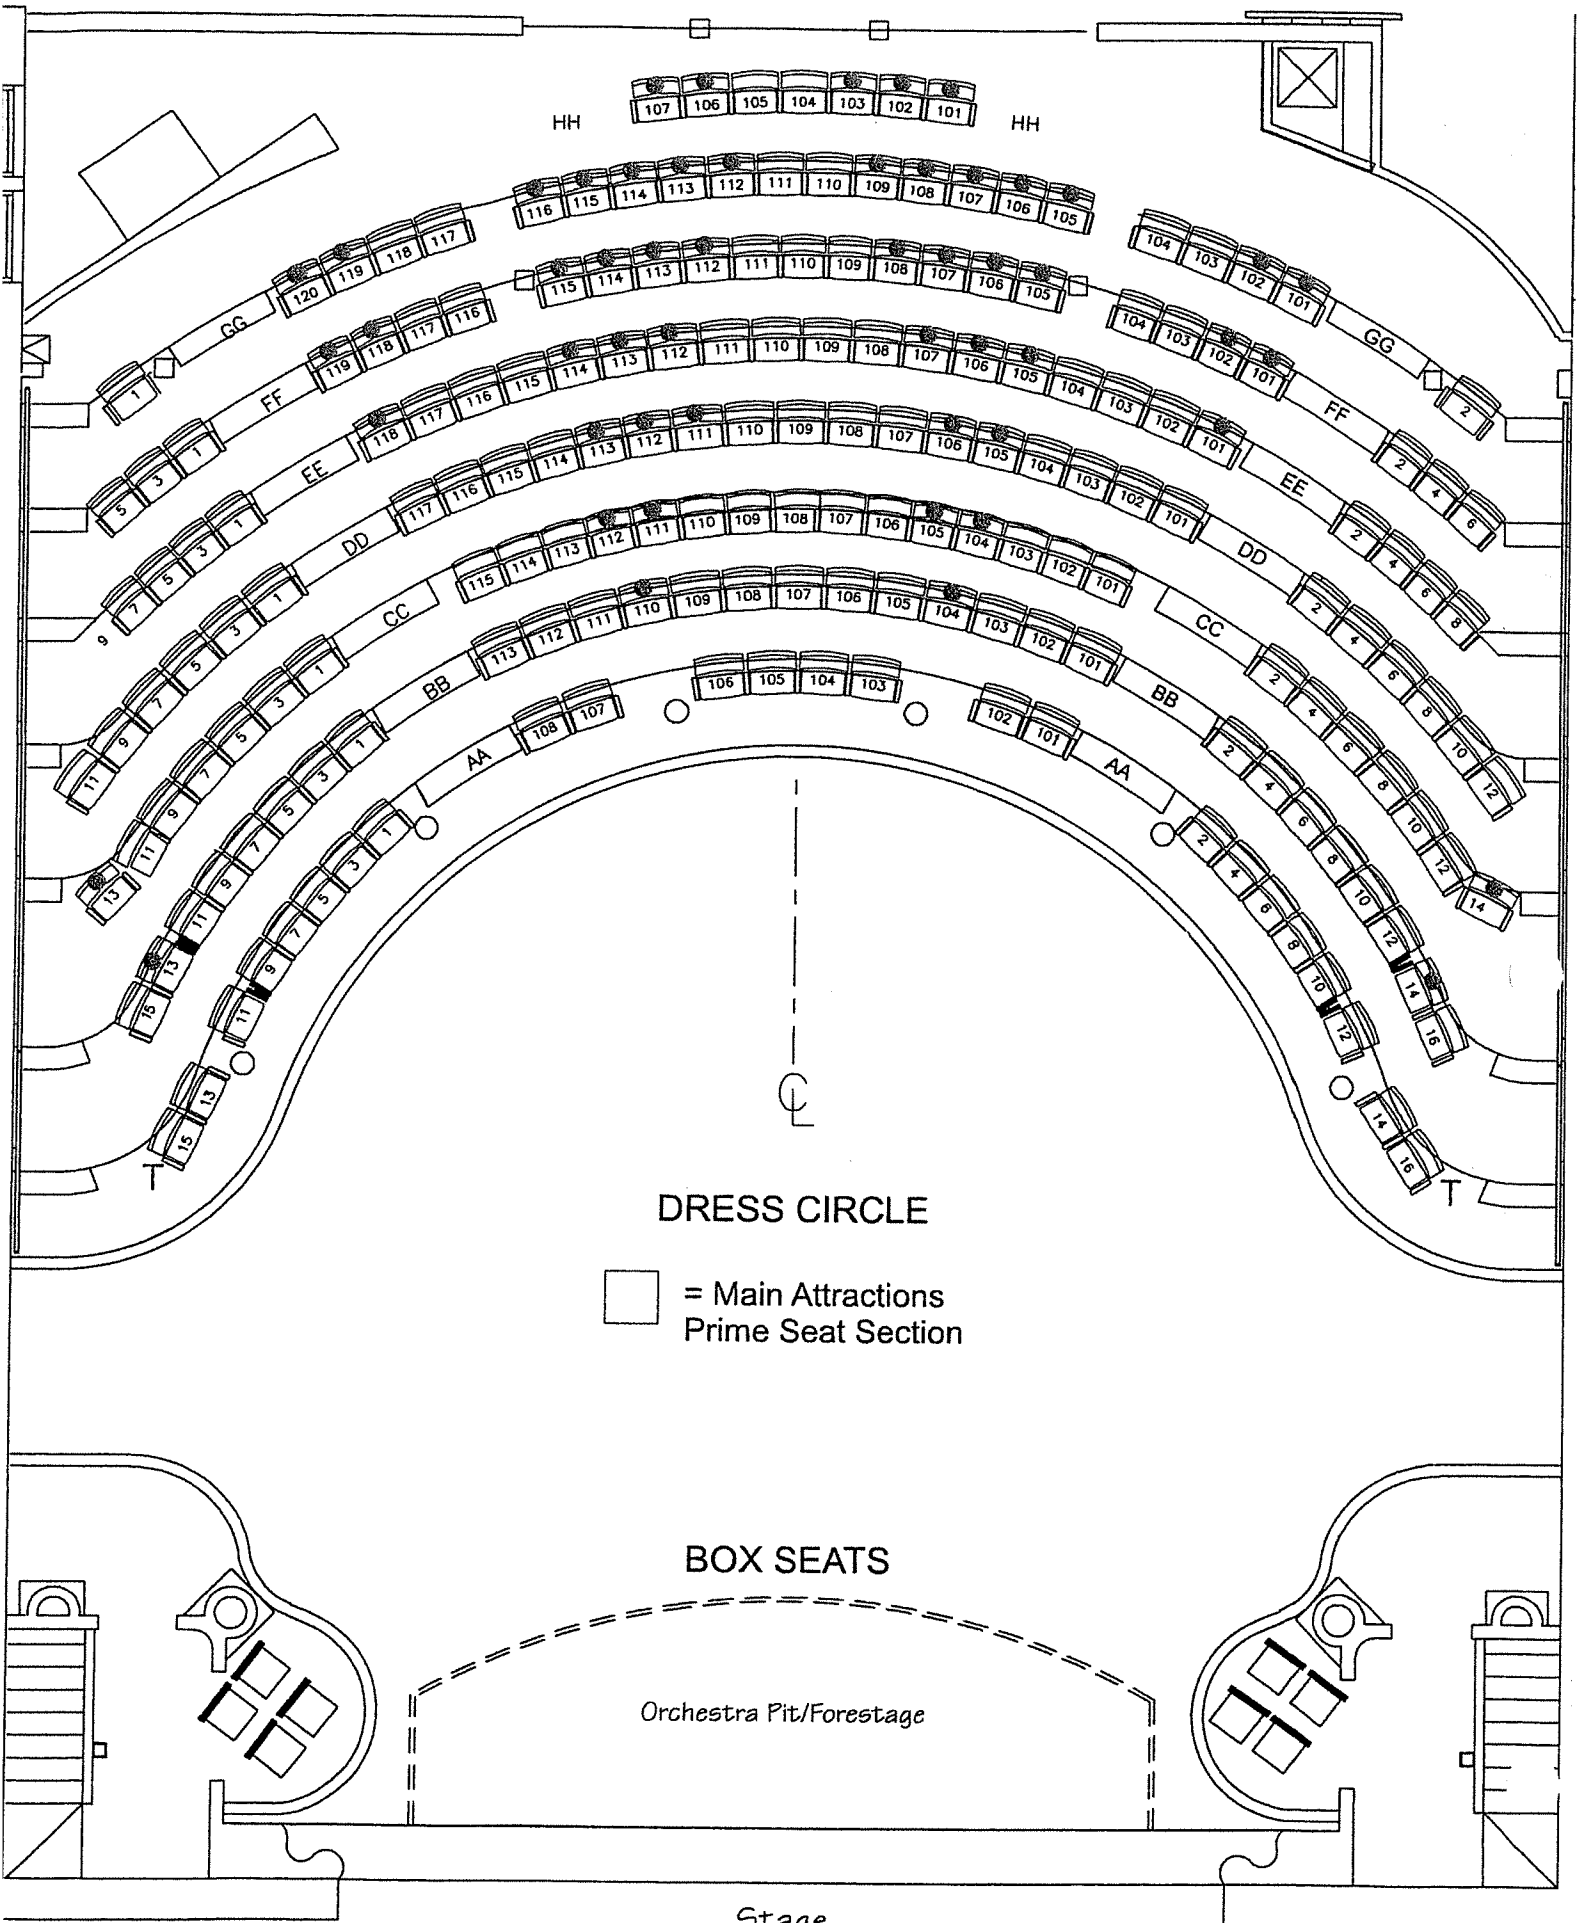 107 106 105 104 103 102 101
HH HH
116 115 114 113 112 111 110 109 108 107 106 105
120 119 118 117
104 103 102 101
GG GG
1 2
115 114 113 112 111 110 109 108 107 106 105
119 118 117 116
104 103 102 101
FF FF
5 3 1
2 4 6
118 117 116 115 114 113 112 111 110 109 108 107 106 105 104 103 102 101
EE EE
9 7 5 3 1
2 4 6 8
117 116 115 114 113 112 111 110 109 108 107 106 105 104 103 102 101
DD DD
11 9 7 5 3 1
2 4 6 8 10 12
115 114 113 112 111 110 109 108 107 106 105 104 103 102 101
CC CC
13 11 9 7 5 3 1
2 4 6 8 10 12 14
113 112 111 110 109 108 107 106 105 104 103 102 101
BB BB
15 13 11 9 7 5 3 1
2 4 6 8 10 12 14 16
108 107 106 105 104 103 102 101
AA AA
15 13 11 9 7 5 3 1
2 4 6 8 10 12 14 16
T T
CL
DRESS CIRCLE
= Main Attractions
Prime Seat Section
BOX SEATS
Orchestra Pit/Forestage
Stage